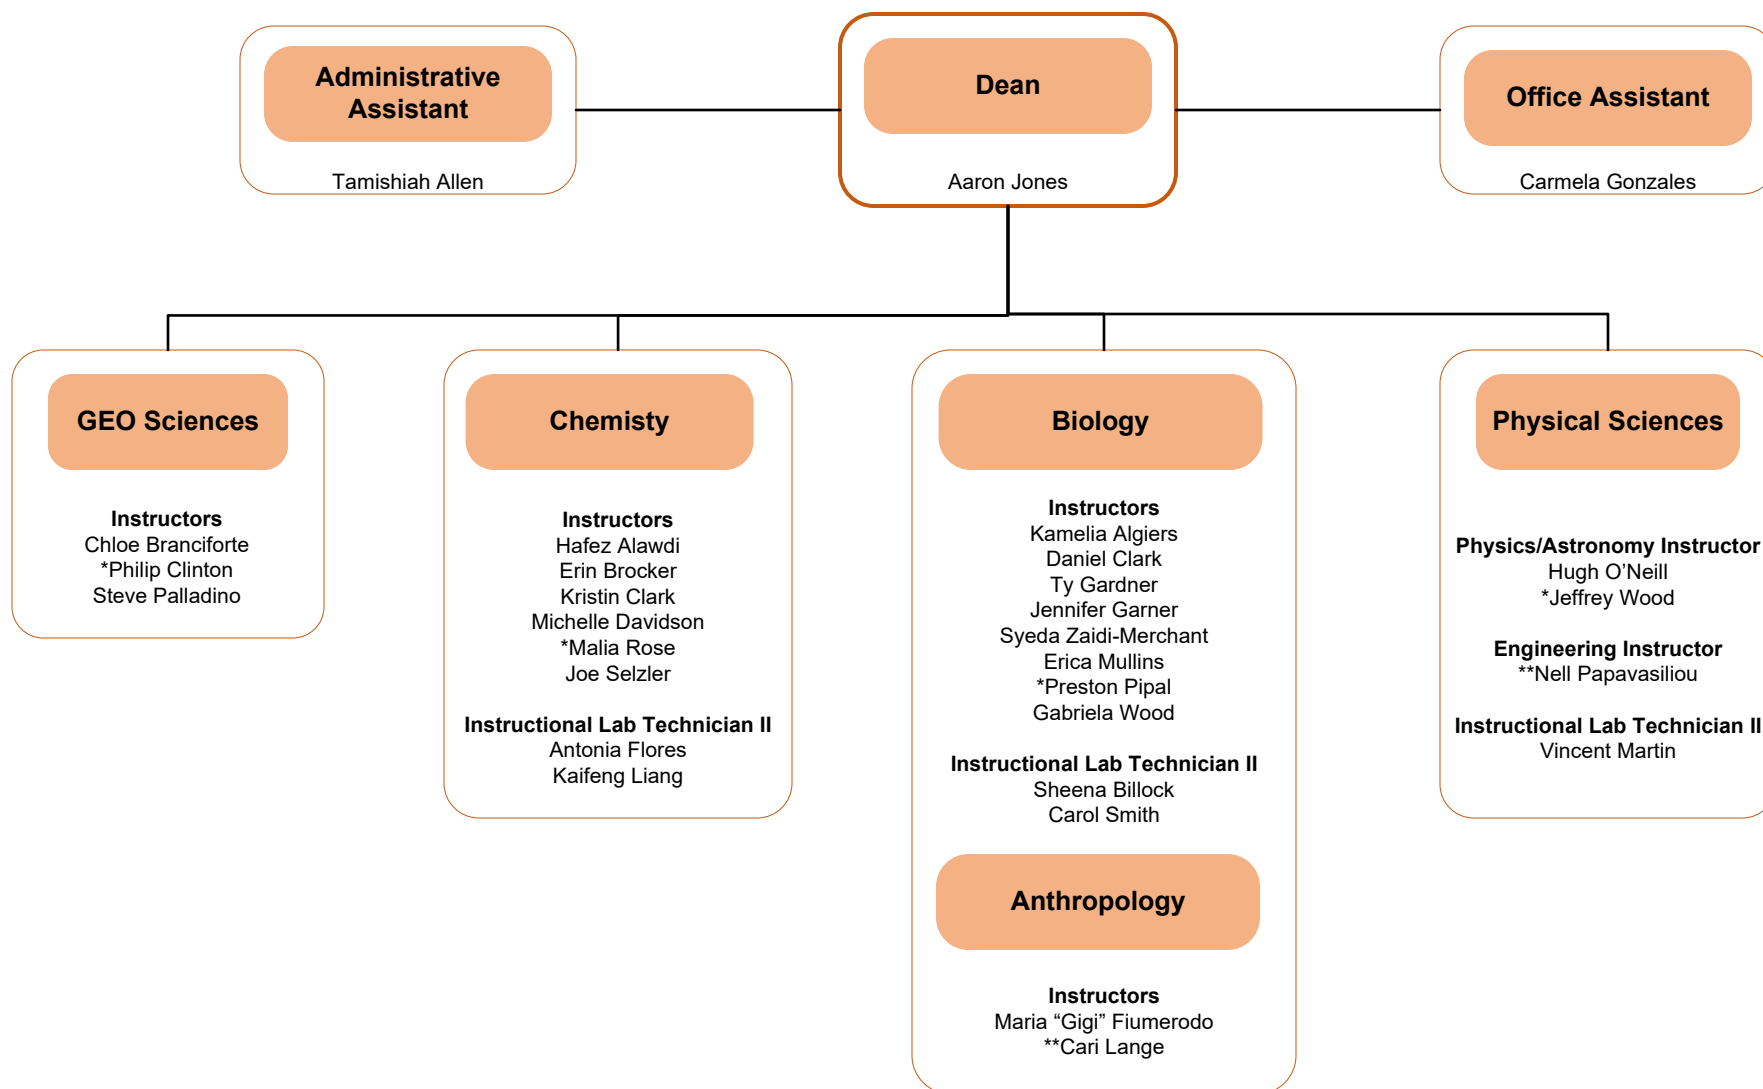 Administrative
Assistant
Tamishiah Allen
Dean
Aaron Jones
Office Assistant
Carmela Gonzales
GEO Sciences
Instructors
Chloe Branciforte
*Philip Clinton
Steve Palladino
Chemisty
Instructors
Hafez Alawdi
Erin Brocker
Kristin Clark
Michelle Davidson
*Malia Rose
Joe Selzler
Instructional Lab Technician II
Antonia Flores
Kaifeng Liang
Biology
Instructors
Kamelia Algiers
Daniel Clark
Ty Gardner
Jennifer Garner
Syeda Zaidi-Merchant
Erica Mullins
*Preston Pipal
Gabriela Wood
Instructional Lab Technician II
Sheena Billock
Carol Smith
Anthropology
Instructors
Maria “Gigi” Fiumerodo
**Cari Lange
Physical Sciences
Physics/Astronomy Instructor
Hugh O’Neill
*Jeffrey Wood
Engineering Instructor
**Nell Papavasiliou
Instructional Lab Technician II
Vincent Martin